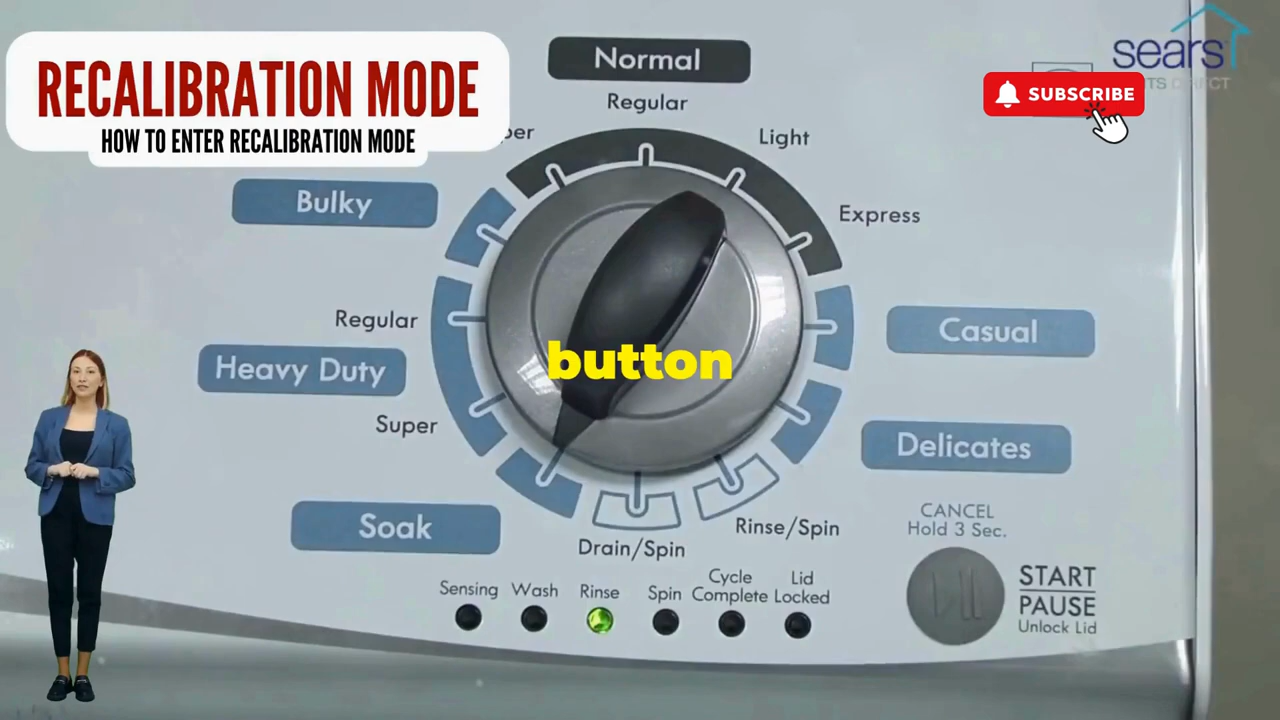 RECALIBRATION MODE
HOW TO ENTER RECALIBRATION MODE
Normal
Regular
Light
Express
sears
SUBSCRIBE
Bulky
Regular
Heavy Duty
Super
Soak
button
Casual
Delicates
Rinse/Spin
Drain/Spin
CANCEL
Hold 3 Sec.
START
PAUSE
Unlock Lid
Sensing
Wash
Rinse
Spin
Cycle
Complete
Lid
Locked